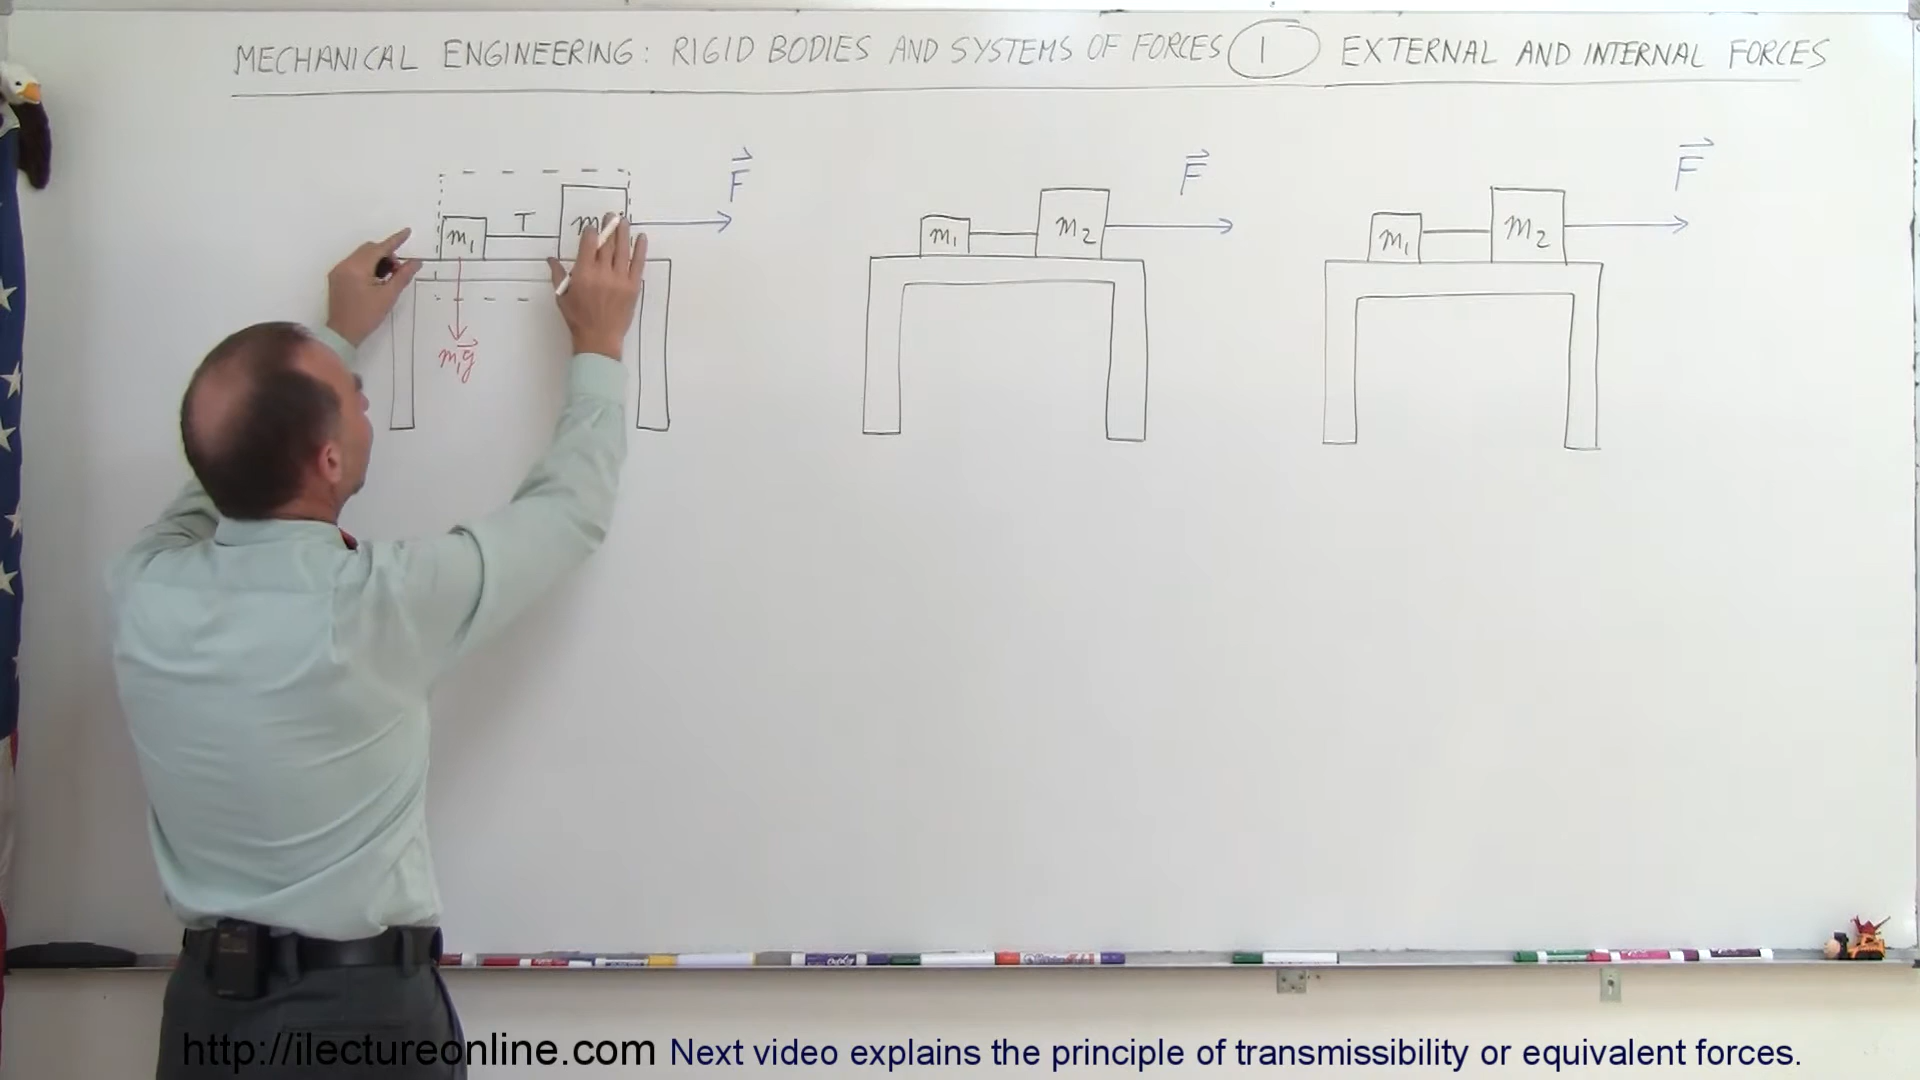 MECHANICAL ENGINEERING: RIGID BODIES AND SYSTEMS OF FORCES 1 EXTERNAL AND INTERNAL FORCES
F F F
m1 T m m1 m2 m1 m2
m1g
http://ilectureonline.com Next video explains the principle of transmissibility or equivalent forces.